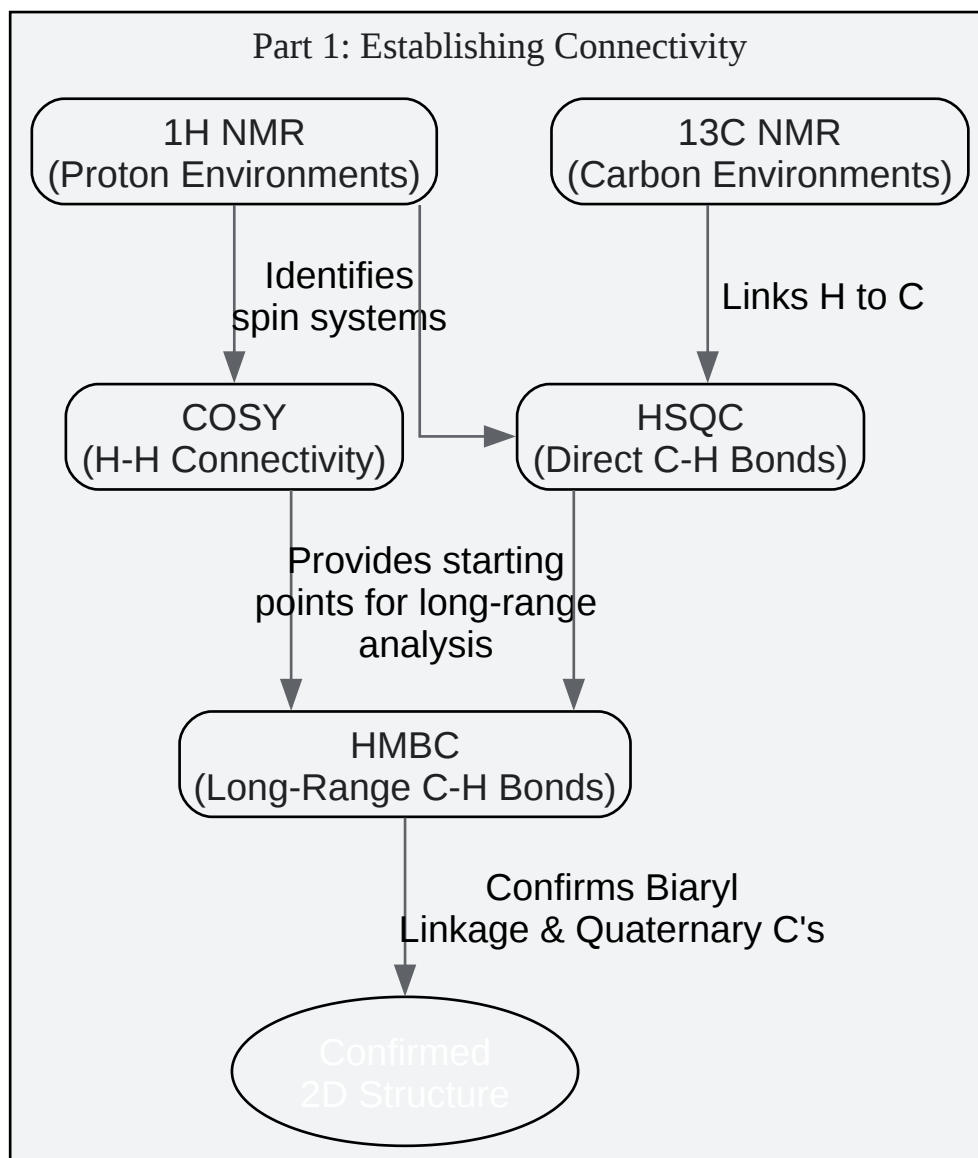 Part 1: Establishing Connectivity
1H NMR
(Proton Environments)
13C NMR
(Carbon Environments)
Identifies
spin systems
Links H to C
COSY
(H-H Connectivity)
HSQC
(Direct C-H Bonds)
Provides starting
points for long-range
analysis
HMBC
(Long-Range C-H Bonds)
Confirms Biaryl
Linkage & Quaternary C's
Confirmed
2D Structure